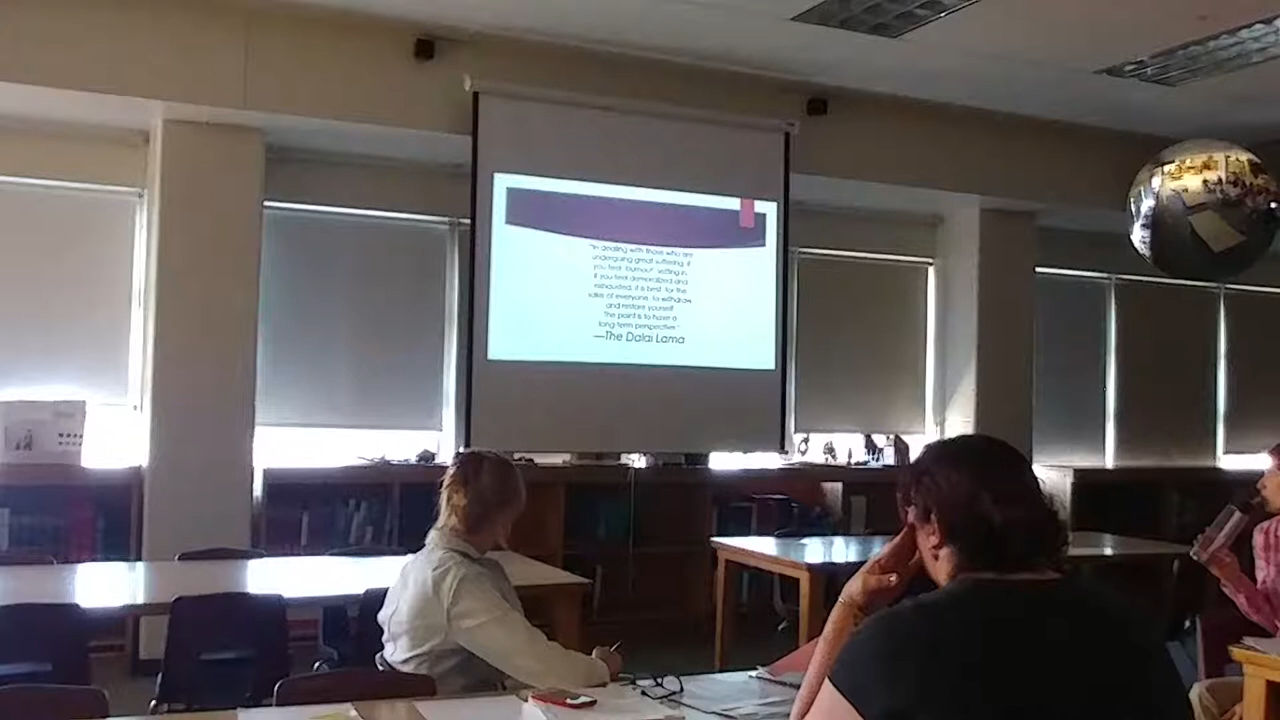 "In dealing with those who are
undergoing great suffering, if
you feel "burnout" setting in,
if you feel demoralized and
exhausted, it is best, for the
sake of everyone, to withdraw
and restore yourself.
The point is to have a
long-term perspective."
—The Dalai Lama